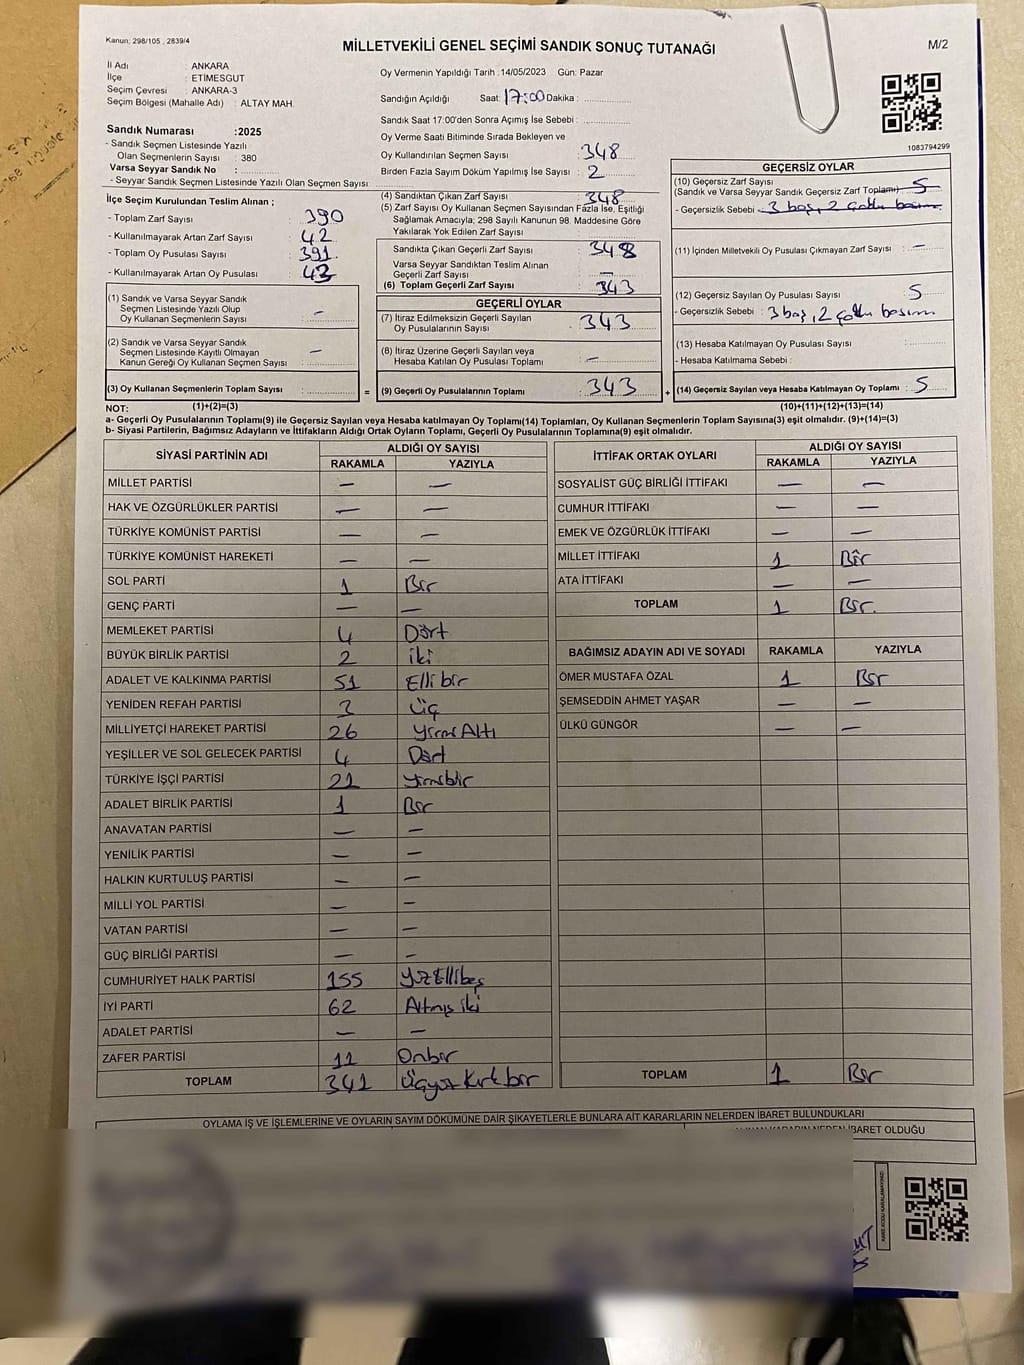 Kanun: 298/105 , 2839/4
MİLLETVEKİLİ GENEL SEÇİMİ SANDIK SONUÇ TUTANAĞI
M/2
İl Adı : ANKARA
İlçe : ETİMESGUT
Seçim Çevresi : ANKARA-3
Seçim Bölgesi (Mahalle Adı) : ALTAY MAH.
Sandık Numarası :2025
- Sandık Seçmen Listesinde Yazılı
Olan Seçmenlerin Sayısı : 380
Varsa Seyyar Sandık No :
- Seyyar Sandık Seçmen Listesinde Yazılı Olan Seçmen Sayısı
Oy Vermenin Yapıldığı Tarih :14/05/2023 Gün: Pazar
Sandığın Açıldığı Saat: 17:00 Dakika :
Sandık Saat 17:00'den Sonra Açımış İse Sebebi :
Oy Verme Saati Bitiminde Sırada Bekleyen ve
Oy Kullandırılan Seçmen Sayısı : 348
Birden Fazla Sayım Döküm Yapılmış İse Sayısı : 2
1083794299
İlçe Seçim Kurulundan Teslim Alınan ;
- Toplam Zarf Sayısı : 390
- Kullanılmayarak Artan Zarf Sayısı : 42
- Toplam Oy Pusulası Sayısı : 391
- Kullanılmayarak Artan Oy Pusulası : 43
(1) Sandık ve Varsa Seyyar Sandık
Seçmen Listesinde Yazılı Olup
Oy Kullanan Seçmenlerin Sayısı : –
(2) Sandık ve Varsa Seyyar Sandık
Seçmen Listesinde Kayıtlı Olmayan
Kanun Gereği Oy Kullanan Seçmen Sayısı : –
(3) Oy Kullanan Seçmenlerin Toplam Sayısı :
(4) Sandıktan Çıkan Zarf Sayısı : 348
(5) Zarf Sayısı Oy Kullanan Seçmen Sayısından Fazla İse, Eşitliği
Sağlamak Amacıyla; 298 Sayılı Kanunun 98. Maddesine Göre
Yakılarak Yok Edilen Zarf Sayısı :
Sandıkta Çıkan Geçerli Zarf Sayısı : 348
Varsa Seyyar Sandıktan Teslim Alınan
Geçerli Zarf Sayısı : –
(6) Toplam Geçerli Zarf Sayısı : 343
GEÇERLİ OYLAR
(7) İtiraz Edilmeksizin Geçerli Sayılan
Oy Pusulalarının Sayısı : 343
(8) İtiraz Üzerine Geçerli Sayılan veya
Hesaba Katılan Oy Pusulası Toplamı : –
= (9) Geçerli Oy Pusulalarının Toplamı : 343
GEÇERSİZ OYLAR
(10) Geçersiz Zarf Sayısı
(Sandık ve Varsa Seyyar Sandık Geçersiz Zarf Toplamı) : 5
- Geçersizlik Sebebi : 3 boş, 2 çoklu basım
(11) İçinden Milletvekili Oy Pusulası Çıkmayan Zarf Sayısı : –
(12) Geçersiz Sayılan Oy Pusulası Sayısı : 5
- Geçersizlik Sebebi : 3 boş, 2 çoklu basım
(13) Hesaba Katılmayan Oy Pusulası Sayısı :
- Hesaba Katılmama Sebebi :
+ (14) Geçersiz Sayılan veya Hesaba Katılmayan Oy Toplamı : 5
NOT: (1)+(2)=(3) (10)+(11)+(12)+(13)=(14)
a- Geçerli Oy Pusulalarının Toplamı(9) ile Geçersiz Sayılan veya Hesaba katılmayan Oy Toplamı(14) Toplamları, Oy Kullanan Seçmenlerin Toplam Sayısına(3) eşit olmalıdır. (9)+(14)=(3)
b- Siyasi Partilerin, Bağımsız Adayların ve İttifakların Aldığı Ortak Oyların Toplamı, Geçerli Oy Pusulalarının Toplamına(9) eşit olmalıdır.
SİYASİ PARTİNİN ADI ALDIĞI OY SAYISI
RAKAMLA YAZIYLA
MİLLET PARTİSİ – –
HAK VE ÖZGÜRLÜKLER PARTİSİ – –
TÜRKİYE KOMÜNİST PARTİSİ – –
TÜRKİYE KOMÜNİST HAREKETİ – –
SOL PARTİ 1 Bir
GENÇ PARTİ – –
MEMLEKET PARTİSİ 4 Dört
BÜYÜK BİRLİK PARTİSİ 2 iki
ADALET VE KALKINMA PARTİSİ 51 Elli bir
YENİDEN REFAH PARTİSİ 3 Üç
MİLLİYETÇİ HAREKET PARTİSİ 26 Yirmi Altı
YEŞİLLER VE SOL GELECEK PARTİSİ 4 Dört
TÜRKİYE İŞÇİ PARTİSİ 21 Yirmibir
ADALET BİRLİK PARTİSİ 1 Bir
ANAVATAN PARTİSİ – –
YENİLİK PARTİSİ – –
HALKIN KURTULUŞ PARTİSİ – –
MİLLİ YOL PARTİSİ – –
VATAN PARTİSİ – –
GÜÇ BİRLİĞİ PARTİSİ – –
CUMHURİYET HALK PARTİSİ 155 YüzEllibeş
İYİ PARTİ 62 Altmış iki
ADALET PARTİSİ – –
ZAFER PARTİSİ 11 Onbir
TOPLAM 341 Üçyüz Kırk bir
İTTİFAK ORTAK OYLARI ALDIĞI OY SAYISI
RAKAMLA YAZIYLA
SOSYALİST GÜÇ BİRLİĞİ İTTİFAKI – –
CUMHUR İTTİFAKI – –
EMEK VE ÖZGÜRLÜK İTTİFAKI – –
MİLLET İTTİFAKI 1 Bir
ATA İTTİFAKI – –
TOPLAM 1 Bir.
BAĞIMSIZ ADAYIN ADI VE SOYADI RAKAMLA YAZIYLA
ÖMER MUSTAFA ÖZAL 1 Bir
ŞEMSEDDİN AHMET YAŞAR – –
ÜLKÜ GÜNGÖR – –
TOPLAM 1 Bir
OYLAMA İŞ VE İŞLEMLERİNE VE OYLARIN SAYIM DÖKÜMÜNE DAİR ŞİKAYETLERLE BUNLARA AİT KARARLARIN NELERDEN İBARET BULUNDUKLARI
İBARET OLDUĞU